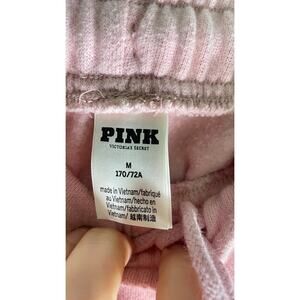 PINK
VICTORIA'S SECRET
M
170/72A
made in Vietnam/fabriqué
au Vietnam/hecho en
Vietnam/fabbricato in
Vietnam/ 越南制造